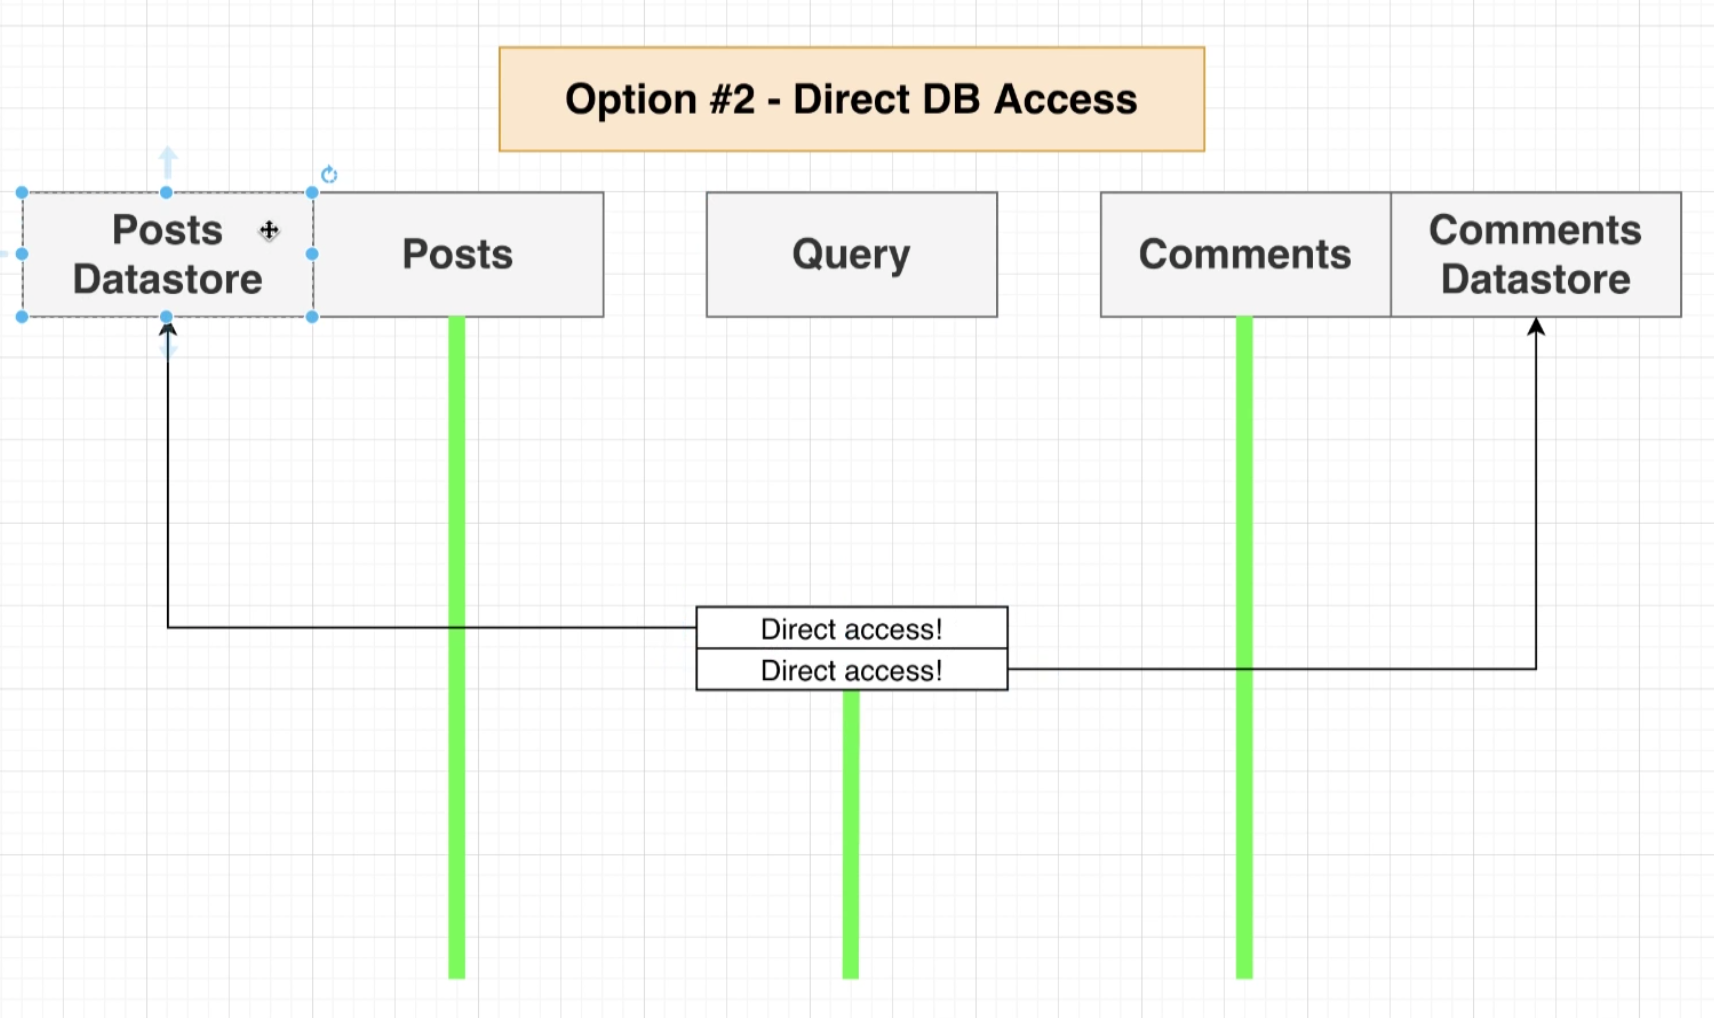 Option #2 - Direct DB Access
Posts
Datastore
Posts
Query
Comments
Comments
Datastore
Direct access!
Direct access!